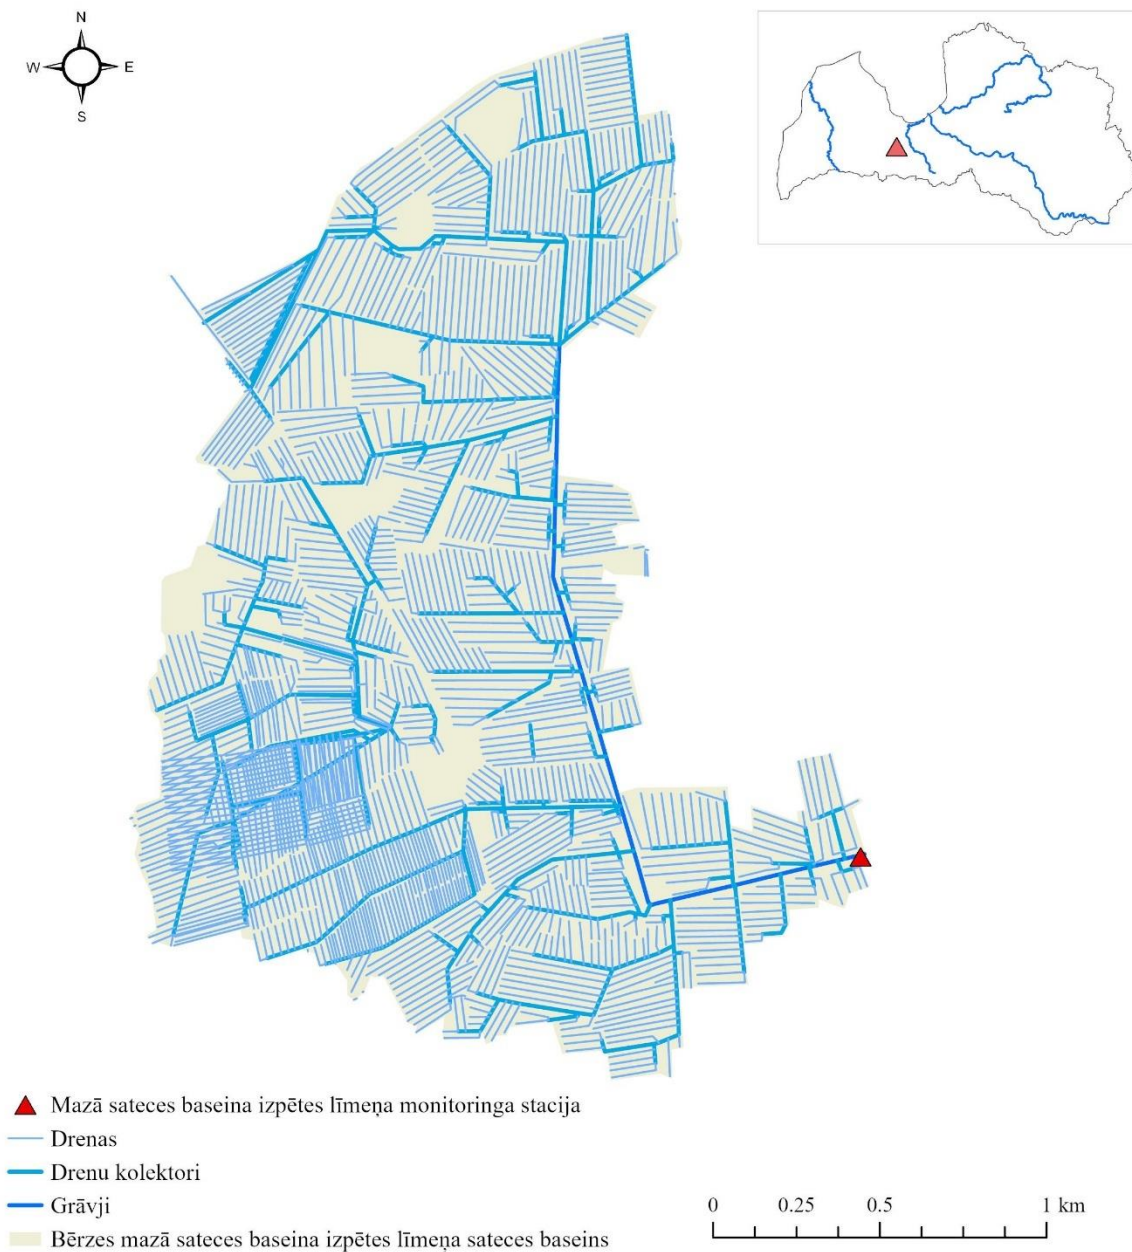 N
W E
S
Mazā sateces baseina izpētes līmeņa monitoringa stacija
Drenas
Drenu kolektori
Grāvji
Bērzes mazā sateces baseina izpētes līmeņa sateces baseins
0 0.25 0.5 1 km